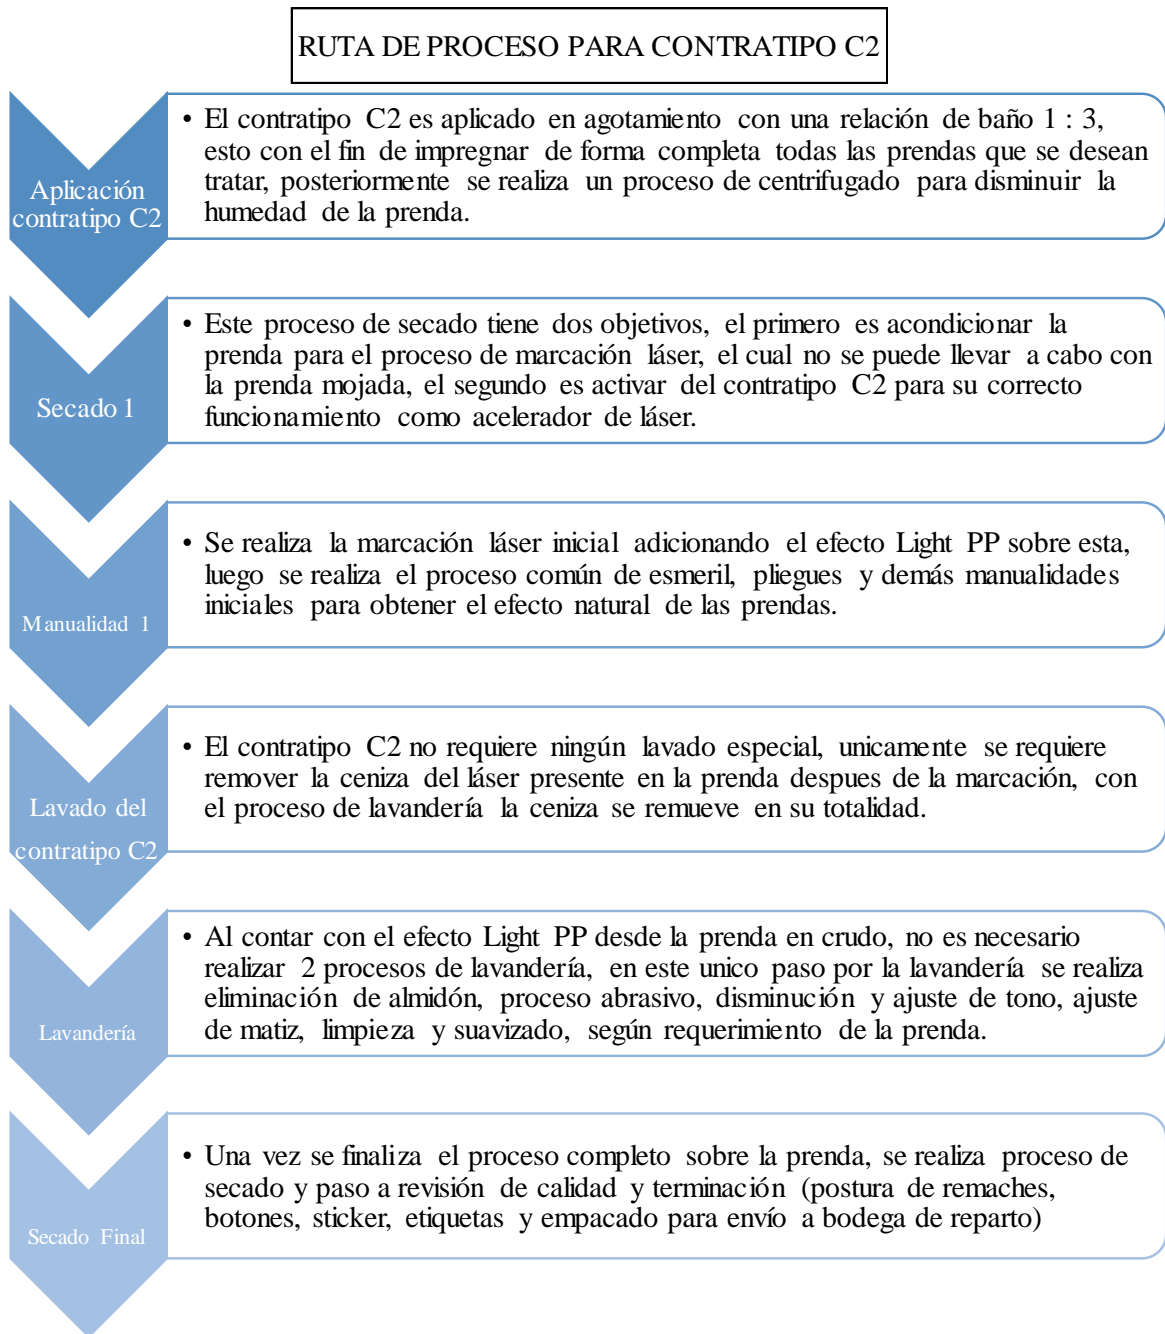 RUTA DE PROCESO PARA CONTRATIPO C2
Aplicación
contratipo C2
• El contratipo C2 es aplicado en agotamiento con una relación de baño 1 : 3,
esto con el fin de impregnar de forma completa todas las prendas que se desean
tratar, posteriormente se realiza un proceso de centrifugado para disminuir la
humedad de la prenda.
Secado 1
• Este proceso de secado tiene dos objetivos, el primero es acondicionar la
prenda para el proceso de marcación láser, el cual no se puede llevar a cabo con
la prenda mojada, el segundo es activar del contratipo C2 para su correcto
funcionamiento como acelerador de láser.
Manualidad 1
• Se realiza la marcación láser inicial adicionando el efecto Light PP sobre esta,
luego se realiza el proceso común de esmeril, pliegues y demás manualidades
iniciales para obtener el efecto natural de las prendas.
Lavado del
contratipo C2
• El contratipo C2 no requiere ningún lavado especial, unicamente se requiere
remover la ceniza del láser presente en la prenda despues de la marcación, con
el proceso de lavandería la ceniza se remueve en su totalidad.
Lavandería
• Al contar con el efecto Light PP desde la prenda en crudo, no es necesario
realizar 2 procesos de lavandería, en este unico paso por la lavandería se realiza
eliminación de almidón, proceso abrasivo, disminución y ajuste de tono, ajuste
de matiz, limpieza y suavizado, según requerimiento de la prenda.
Secado Final
• Una vez se finaliza el proceso completo sobre la prenda, se realiza proceso de
secado y paso a revisión de calidad y terminación (postura de remaches,
botones, sticker, etiquetas y empacado para envío a bodega de reparto)